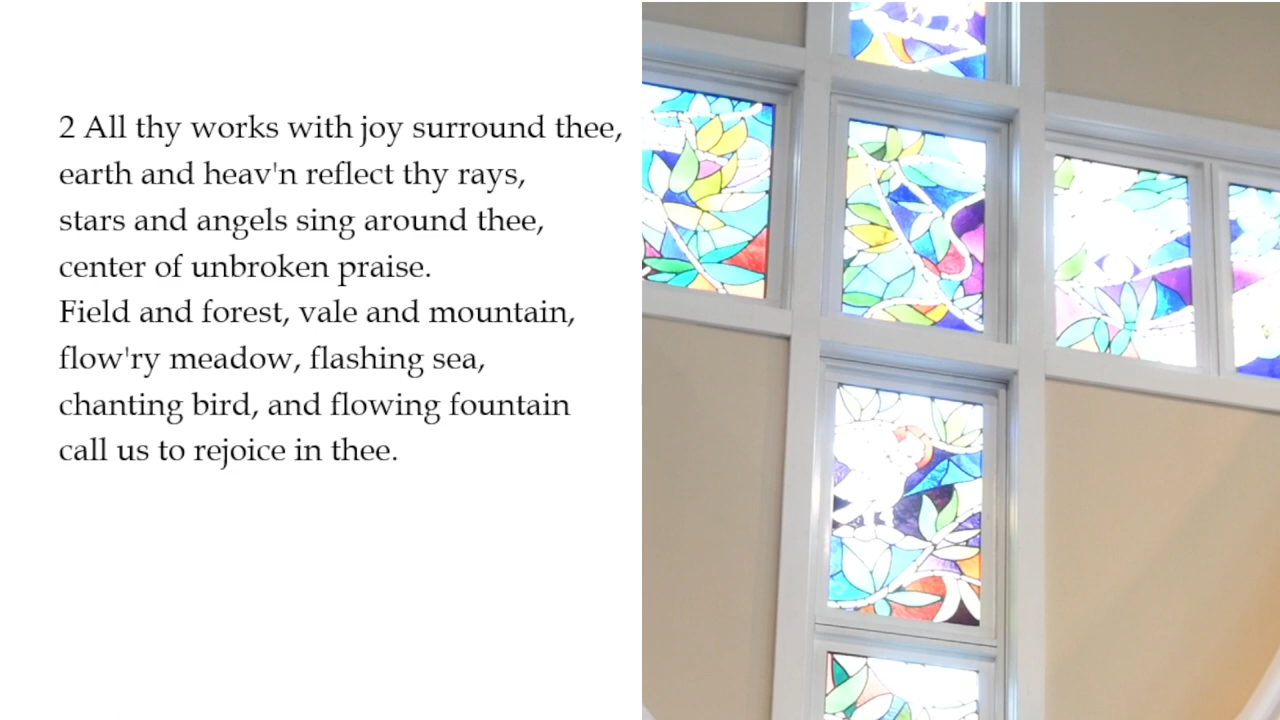 2 All thy works with joy surround thee,
earth and heav'n reflect thy rays,
stars and angels sing around thee,
center of unbroken praise.
Field and forest, vale and mountain,
flow'ry meadow, flashing sea,
chanting bird, and flowing fountain
call us to rejoice in thee.